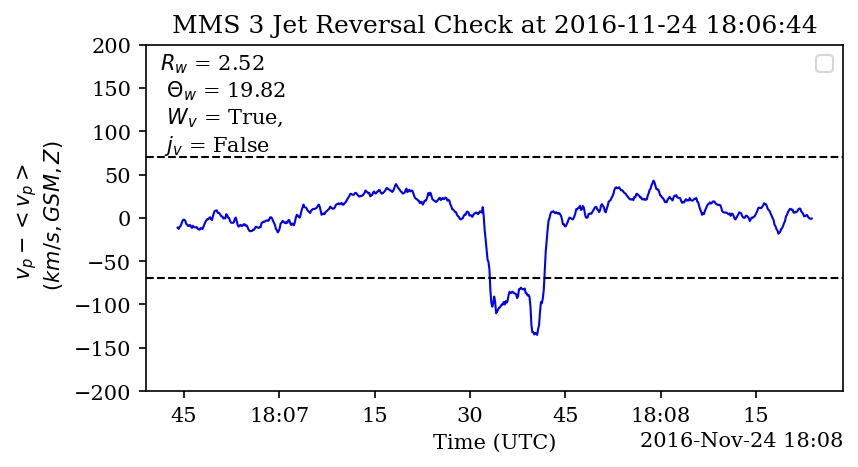 MMS 3 Jet Reversal Check at 2016-11-24 18:06:44
200
150
100
50
0
−50
−100
−150
−200
v_p − < v_p >
(km/s, GSM, Z)
R_w = 2.52
Θ_w = 19.82
W_v = True,
j_v = False
45 18:07 15 30 45 18:08 15
Time (UTC)
2016-Nov-24 18:08